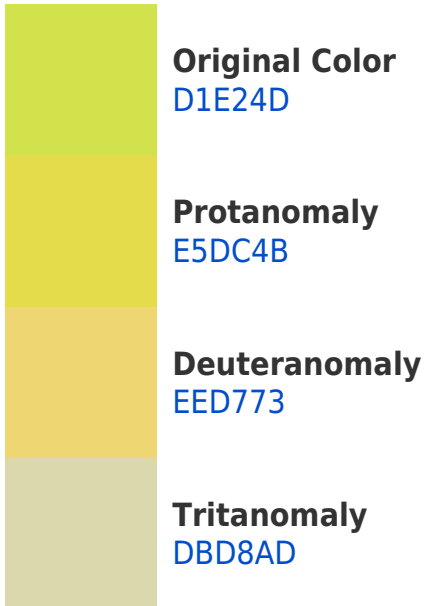 Original Color
D1E24D
Protanomaly
E5DC4B
Deuteranomaly
EED773
Tritanomaly
DBD8AD